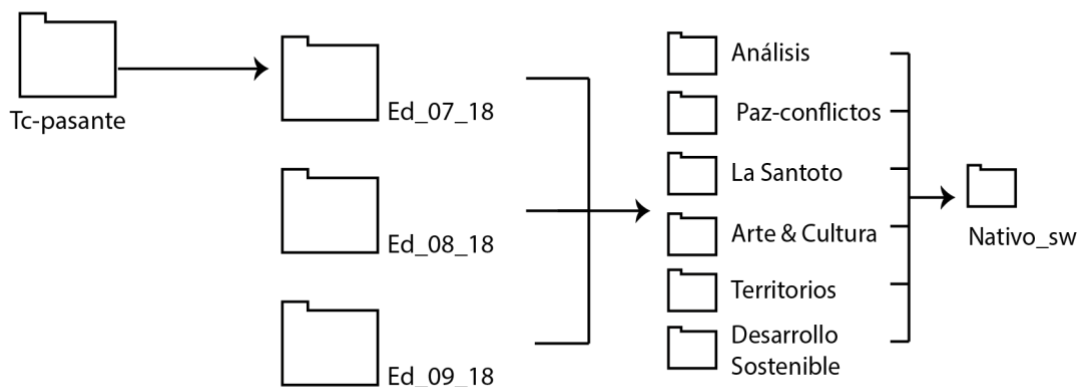 Tc-pasante
Ed_07_18
Ed_08_18
Ed_09_18
Análisis
Paz-conflictos
La Santoto
Arte & Cultura
Territorios
Desarrollo
Sostenible
Nativo_sw